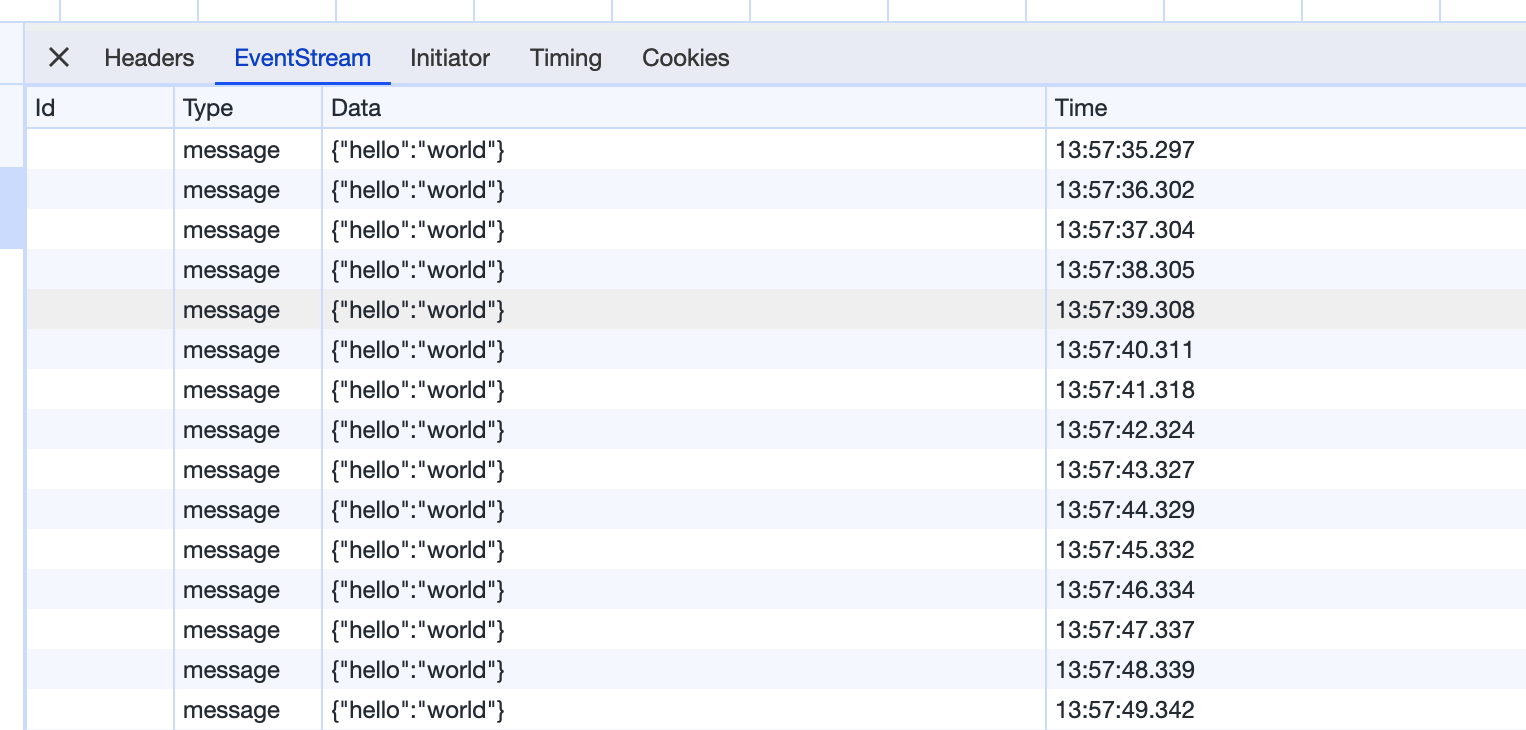 Headers EventStream Initiator Timing Cookies
Id Type Data Time
message {"hello":"world"} 13:57:35.297
message {"hello":"world"} 13:57:36.302
message {"hello":"world"} 13:57:37.304
message {"hello":"world"} 13:57:38.305
message {"hello":"world"} 13:57:39.308
message {"hello":"world"} 13:57:40.311
message {"hello":"world"} 13:57:41.318
message {"hello":"world"} 13:57:42.324
message {"hello":"world"} 13:57:43.327
message {"hello":"world"} 13:57:44.329
message {"hello":"world"} 13:57:45.332
message {"hello":"world"} 13:57:46.334
message {"hello":"world"} 13:57:47.337
message {"hello":"world"} 13:57:48.339
message {"hello":"world"} 13:57:49.342